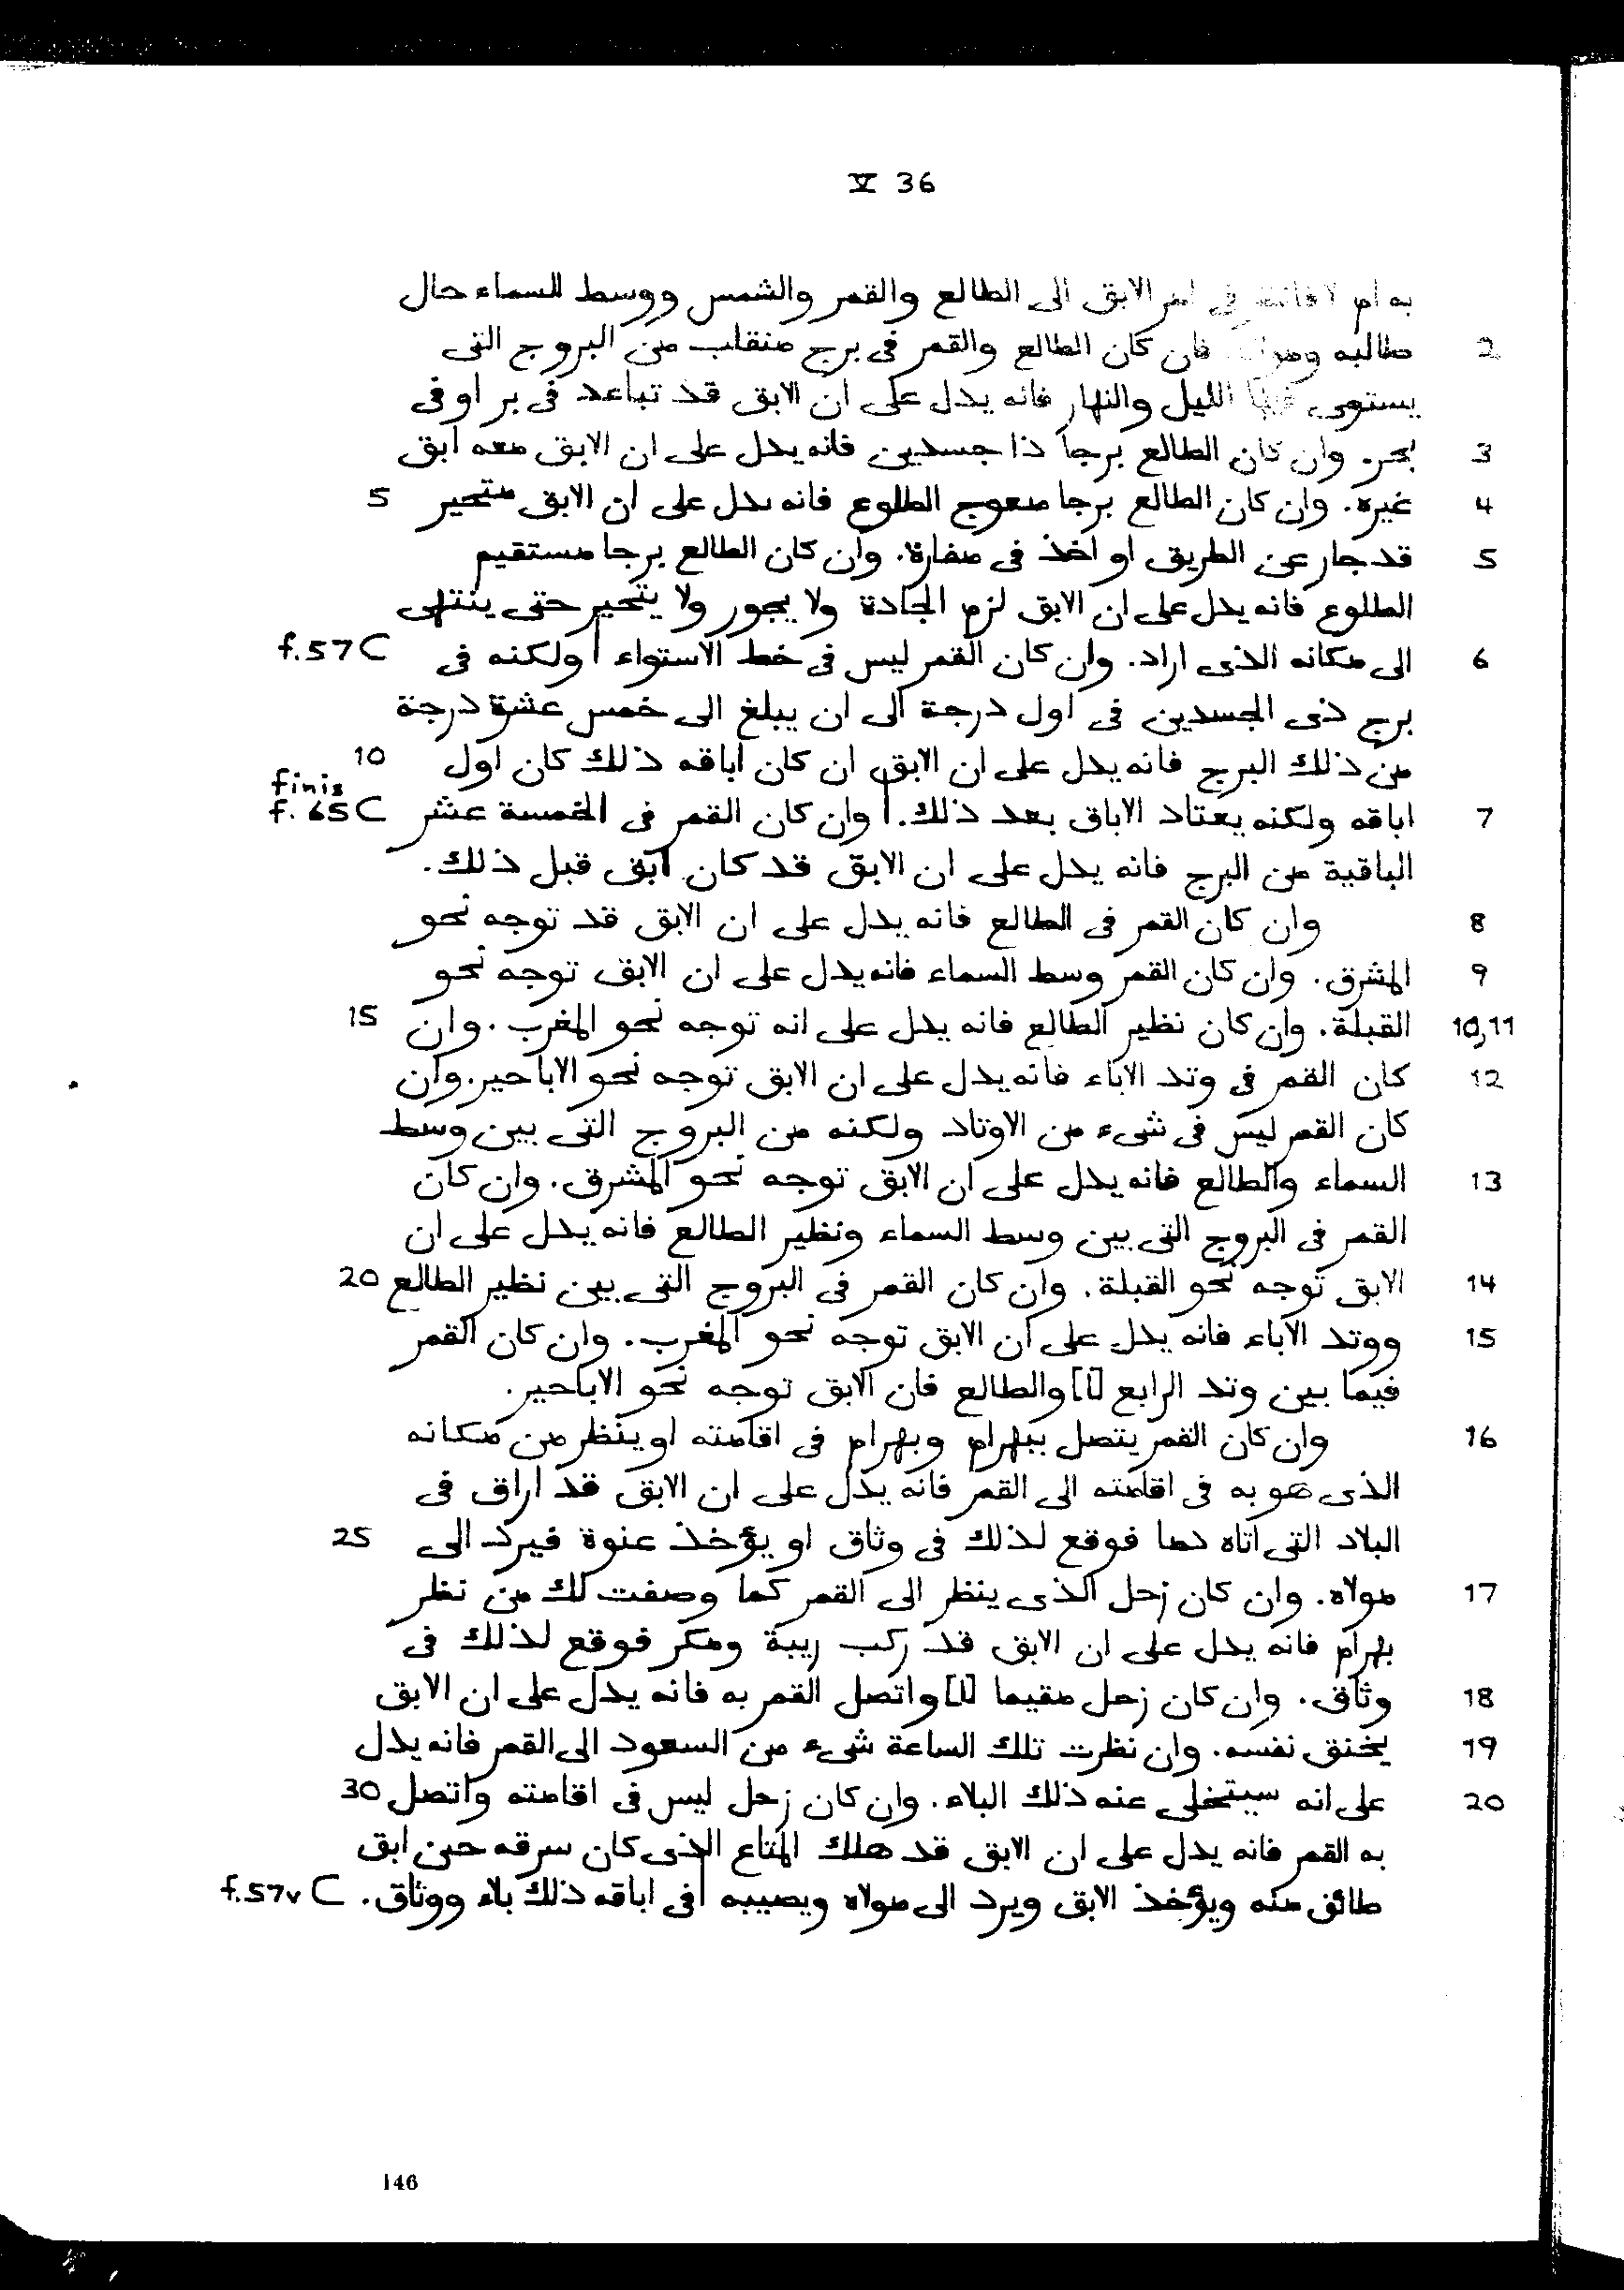 V 36
به ام لا فانظر فى امر الابق الى الطالع والقمر والشمس ووسط السماء حال
2 طالبه فان كان الطالع والقمر فى برج منقلب من البروج التى
يستوى الليل والنهار فانه يدل على ان الابق قد تباعد فى بر او فى
3 بحر. وان كان الطالع برجا ذا جسدين فانه يدل على ان الابق معه ابق
4 غيره. وان كان الطالع برجا معوج الطلوع فانه يدل على ان الابق متحير 5
5 قد جار عن الطريق او اخذ فى مفازة. وان كان الطالع برجا مستقيم
الطلوع فانه يدل على ان الابق لزم الجادة ولا يجور ولا يتحير حتى ينتهى
6 الى مكانه الذى اراد. وان كان القمر ليس فى خط الاستواء | ولكنه فى f.57 C
برج ذى الجسدين فى اول درجة الى ان يبلغ الى خمس عشرة درجة
من ذلك البرج فانه يدل على ان الابق ان كان اباقه ذلك كان اول 10
7 اباقه ولكنه يعتاد الاباق بعد ذلك. | وان كان القمر فى الخمسة عشر finis f. 65 C
الباقية من البرج فانه يدل على ان الابق قد كان ابق قبل ذلك.
8 وان كان القمر فى الطالع فانه يدل على ان الابق قد توجه نحو
9 المشرق. وان كان القمر وسط السماء فانه يدل على ان الابق توجه نحو
10,11 القبلة. وان كان نظير الطالع فانه يدل على انه توجه نحو المغرب. وان 15
12 كان القمر فى وتد الاباء فانه يدل على ان الابق توجه نحو الاباحير. وان
كان القمر ليس فى شىء من الاوتاد ولكنه من البروج التى بين وسط
13 السماء والطالع فانه يدل على ان الابق توجه نحو المشرق. وان كان
القمر فى البروج التى بين وسط السماء ونظير الطالع فانه يدل على ان
14 الابق توجه نحو القبلة. وان كان القمر فى البروج التى بين نظير الطالع 20
15 ووتد الاباء فانه يدل على ان الابق توجه نحو المغرب. وان كان القمر
فيما بين وتد الرابع [ا] والطالع فان الابق توجه نحو الاباحير.
16 وان كان القمر يتصل ببهرام وبهرام فى اقامته او ينظر من مكانه
الذى هو به فى اقامته الى القمر فانه يدل على ان الابق قد اراق فى
البلاد التى اتاه دما فوقع لذلك فى وثاق او يؤخذ عنوة فيرد الى 25
17 مولاه. وان كان زحل الذى ينظر الى القمر كما وصفت لك من نظر
بهرام فانه يدل على ان الابق قد ركب ريبة ومكر فوقع لذلك فى
18 وثاق. وان كان زحل مقيما [ا] واتصل القمر به فانه يدل على ان الابق
19 يخنق نفسه. وان نظرت تلك الساعة شىء من السعود الى القمر فانه يدل
20 على انه سيتخلى عنه ذلك البلاء. وان كان زحل ليس فى اقامته واتصل 30
به القمر فانه يدل على ان الابق قد هلك المتاع الذى كان سرقه حين ابق
طائف منه ويؤخذ الابق ويرد الى مولاه ويصيبه | فى اباقه ذلك بلاء ووثاق. f.57v C
146